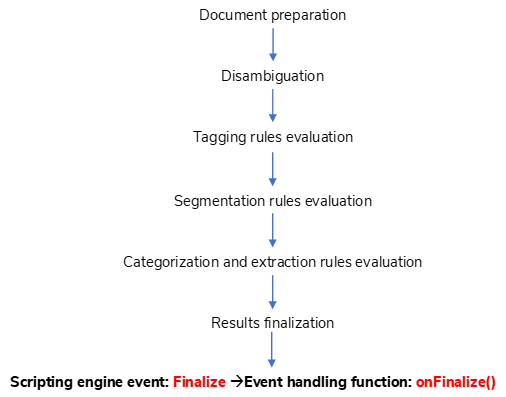 Document preparation
Disambiguation
Tagging rules evaluation
Segmentation rules evaluation
Categorization and extraction rules evaluation
Results finalization
Scripting engine event: Finalize →Event handling function: onFinalize()